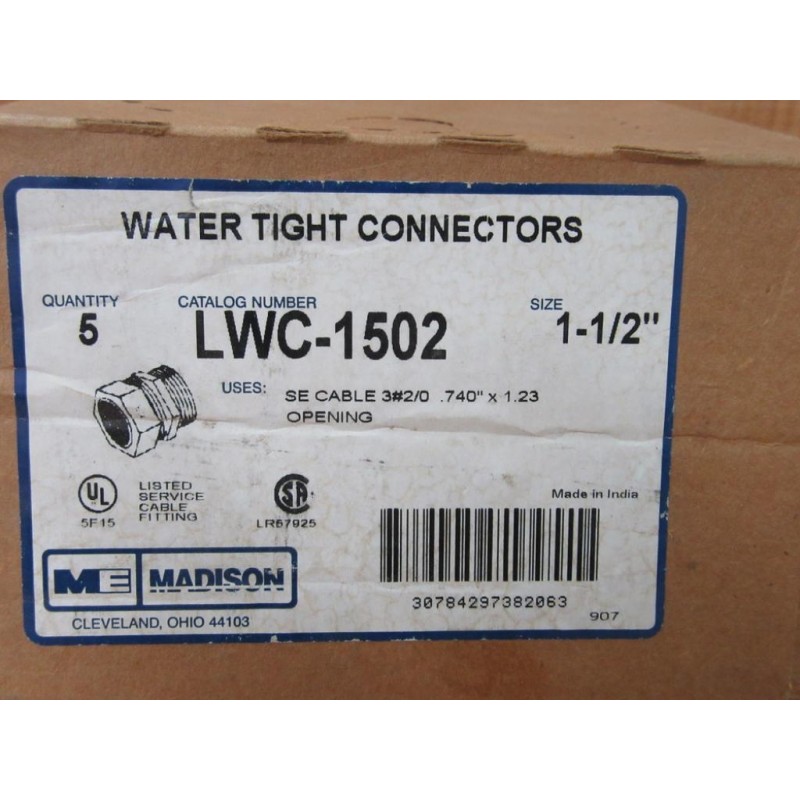 WATER TIGHT CONNECTORS
QUANTITY
5
CATALOG NUMBER
LWC-1502
SIZE
1-1/2"
USES:
SE CABLE 3#2/0 .740" x 1.23
OPENING
UL
5F15
LISTED
SERVICE
CABLE
FITTING
SA
LR67925
Made in India
ME MADISON
CLEVELAND, OHIO 44103
30784297382063
907